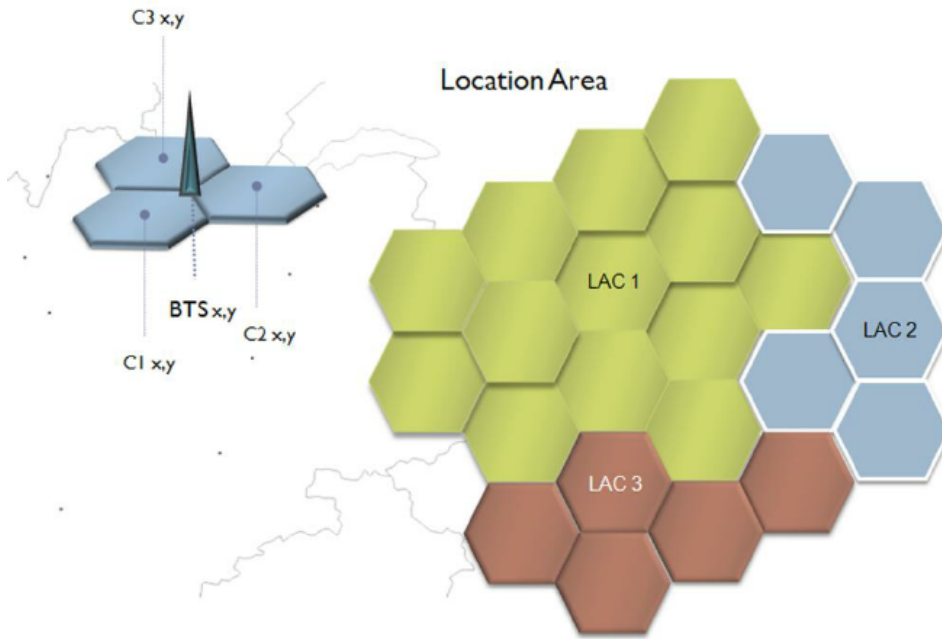 C3 x,y
Location Area
LAC 1
BTS x,y
LAC 2
C2 x,y
C1 x,y
LAC 3